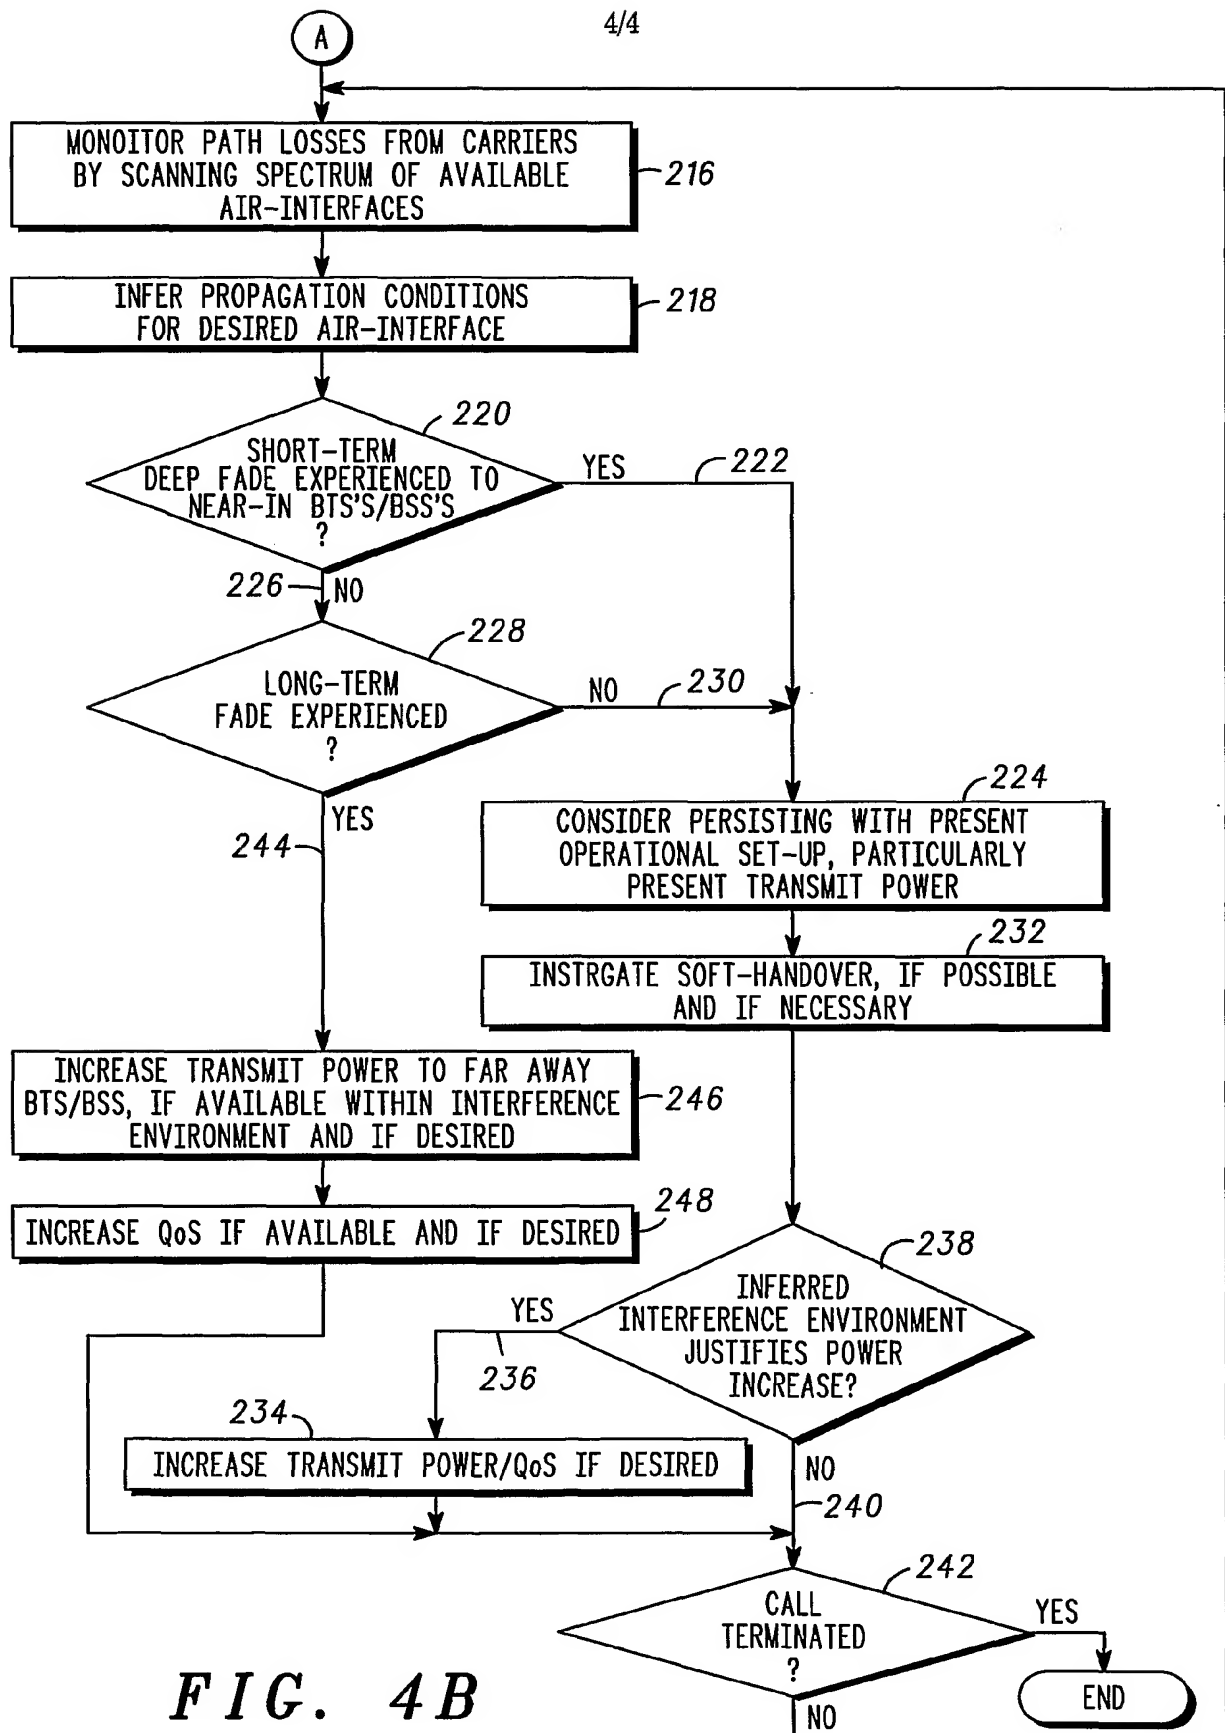 4/4
A
MONOITOR PATH LOSSES FROM CARRIERS
BY SCANNING SPECTRUM OF AVAILABLE
AIR-INTERFACES
216
INFER PROPAGATION CONDITIONS
FOR DESIRED AIR-INTERFACE
218
220
SHORT-TERM
DEEP FADE EXPERIENCED TO
NEAR-IN BTS'S/BSS'S
?
YES
222
226
NO
228
LONG-TERM
FADE EXPERIENCED
?
NO
230
YES
244
224
CONSIDER PERSISTING WITH PRESENT
OPERATIONAL SET-UP, PARTICULARLY
PRESENT TRANSMIT POWER
232
INSTRGATE SOFT-HANDOVER, IF POSSIBLE
AND IF NECESSARY
INCREASE TRANSMIT POWER TO FAR AWAY
BTS/BSS, IF AVAILABLE WITHIN INTERFERENCE
ENVIRONMENT AND IF DESIRED
246
INCREASE QoS IF AVAILABLE AND IF DESIRED
248
238
INFERRED
INTERFERENCE ENVIRONMENT
JUSTIFIES POWER
INCREASE?
YES
236
234
INCREASE TRANSMIT POWER/QoS IF DESIRED
NO
240
242
CALL
TERMINATED
?
YES
END
NO
FIG. 4B